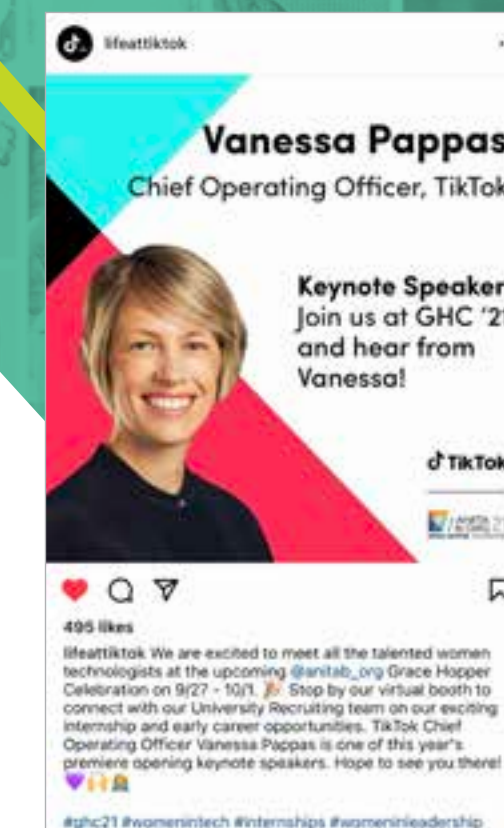 lifeattiktok
Vanessa Pappas
Chief Operating Officer, TikTok
Keynote Speaker
Join us at GHC '21
and hear from
Vanessa!
TikTok
495 likes
lifeattiktok We are excited to meet all the talented women
technologists at the upcoming @anitab_org Grace Hopper
Celebration on 9/27 - 10/1. 🎉 Stop by our virtual booth to
connect with our University Recruiting team on our exciting
internship and early career opportunities. TikTok Chief
Operating Officer Vanessa Pappas is one of this year's
premiere opening keynote speakers. Hope to see you there!
💜🙌👩‍💻
#ghc21 #womenintech #internships #womeninleadership